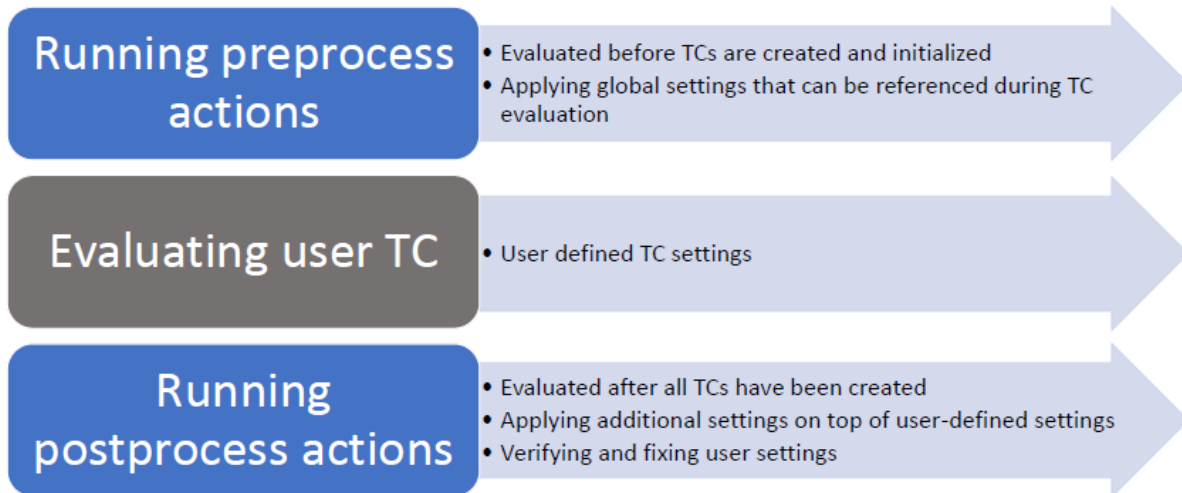 Running preprocess
actions
• Evaluated before TCs are created and initialized
• Applying global settings that can be referenced during TC
evaluation
Evaluating user TC
• User defined TC settings
Running
postprocess actions
• Evaluated after all TCs have been created
• Applying additional settings on top of user-defined settings
• Verifying and fixing user settings